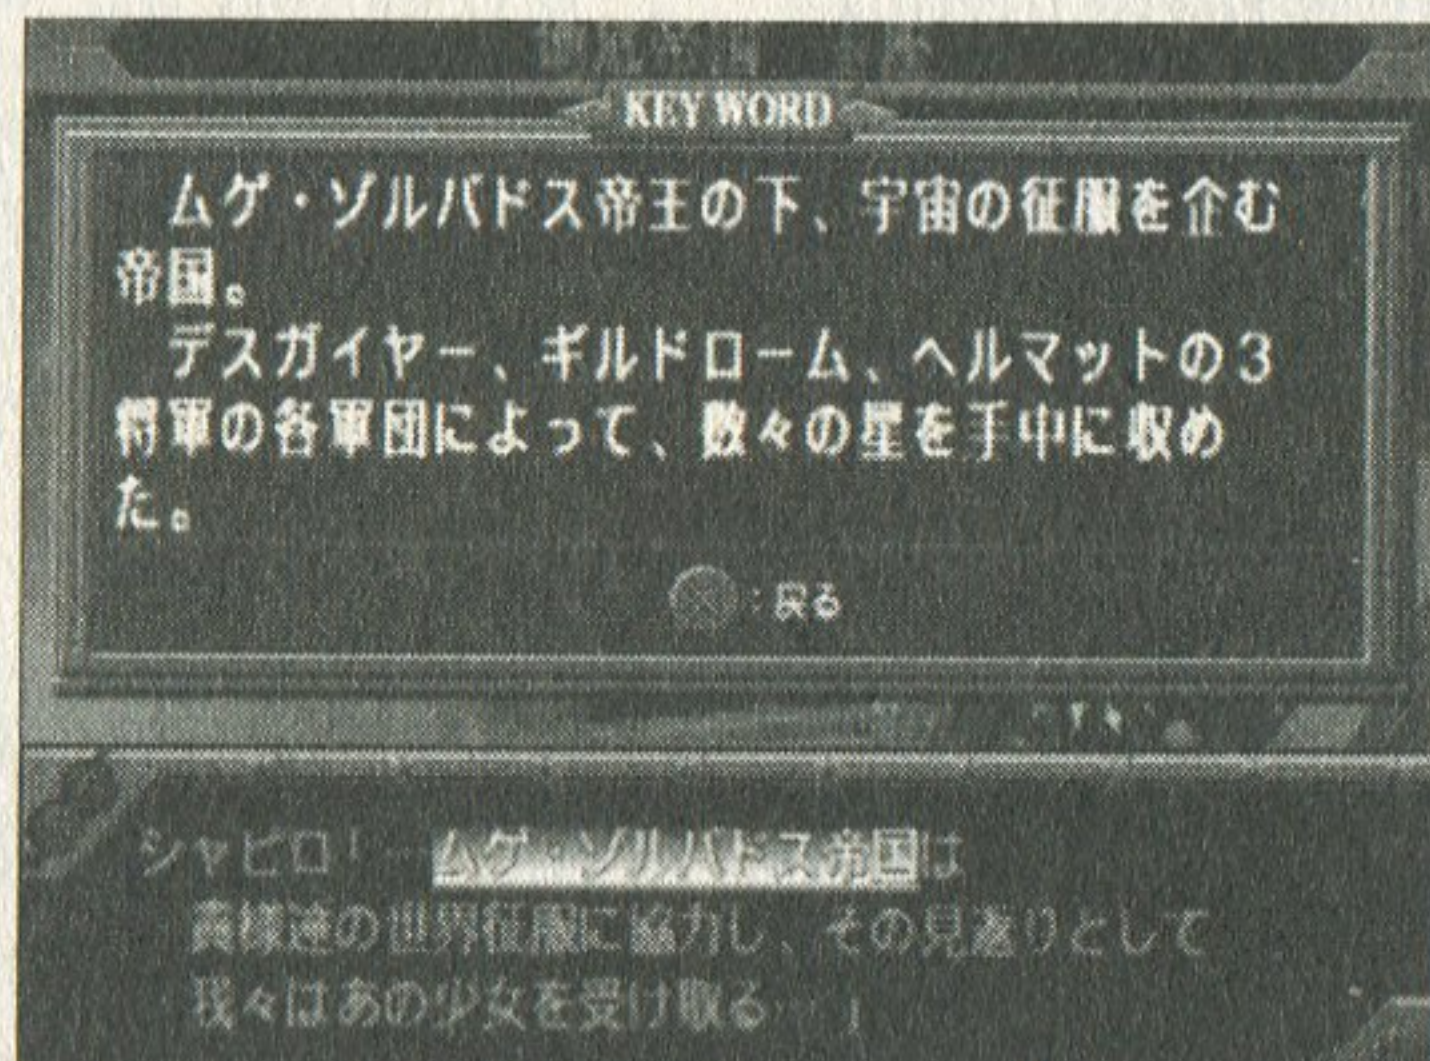 KEY WORD
ムゲ・ゾルバドス帝王の下、宇宙の征服を企む
帝国。
デスガイヤー、ギルドローム、ヘルマットの3
将軍の各軍団によって、数々の星を手中に収め
た。
:戻る
シャピロ「…ムゲ・ゾルバドス帝国は
貴様達の世界征服に協力し、その見返りとして
我々はあの少女を受け取る…」